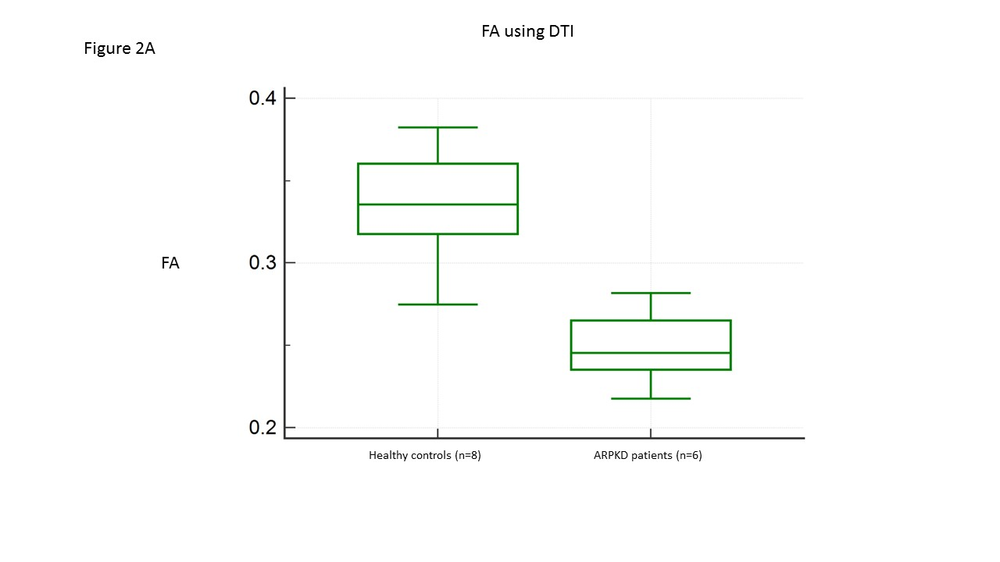 FA using DTI
Figure 2A
0.4
0.3
FA
0.2
Healthy controls (n=8)
ARPKD patients (n=6)